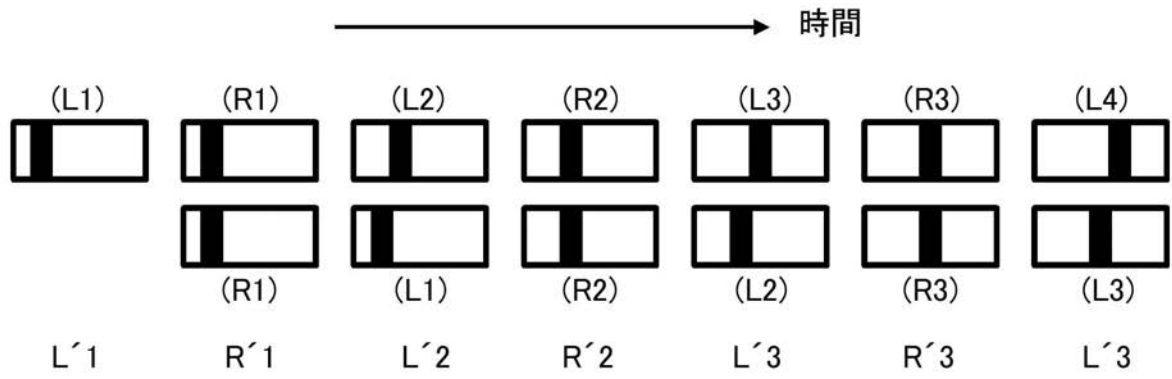 時間
(L1) (R1) (L2) (R2) (L3) (R3) (L4)
(R1) (L1) (R2) (L2) (R3) (L3)
L´1 R´1 L´2 R´2 L´3 R´3 L´3